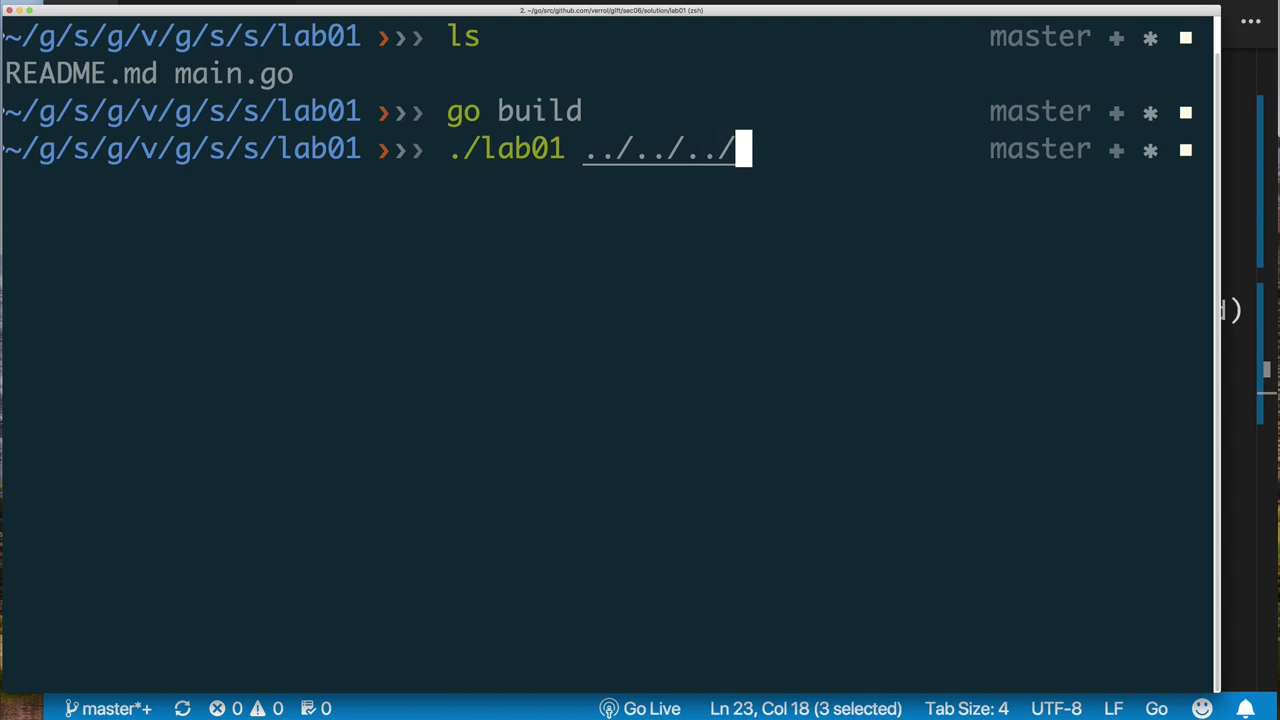 2. ~/go/src/github.com/verrol/glft/sec06/solution/lab01 (zsh)
~/g/s/g/v/g/s/s/lab01 ❯❯❯ ls master ✚ ✱ ◼
README.md main.go
~/g/s/g/v/g/s/s/lab01 ❯❯❯ go build master ✚ ✱ ◼
~/g/s/g/v/g/s/s/lab01 ❯❯❯ ./lab01 ../../../ master ✚ ✱ ◼
)
master*+ 0 0 0 Go Live Ln 23, Col 18 (3 selected) Tab Size: 4 UTF-8 LF Go